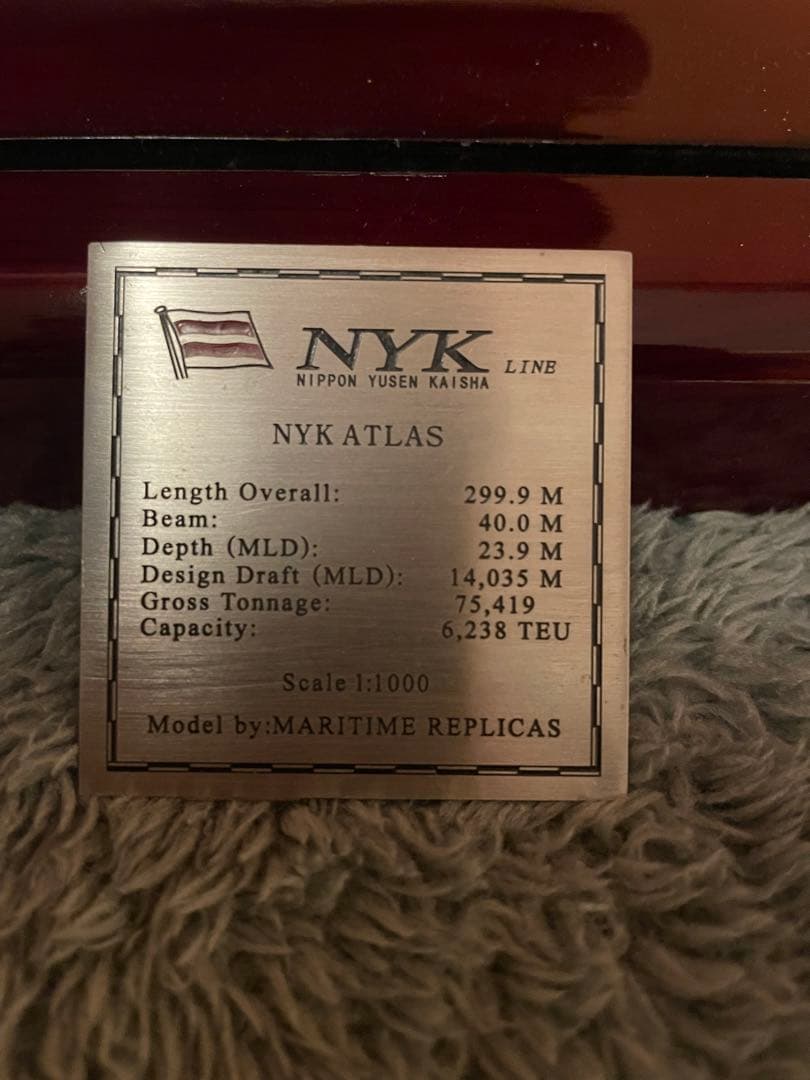 NYK LINE
NIPPON YUSEN KAISHA
NYK ATLAS
Length Overall: 299.9 M
Beam: 40.0 M
Depth (MLD): 23.9 M
Design Draft (MLD): 14,035 M
Gross Tonnage: 75,419
Capacity: 6,238 TEU
Scale 1:1000
Model by:MARITIME REPLICAS